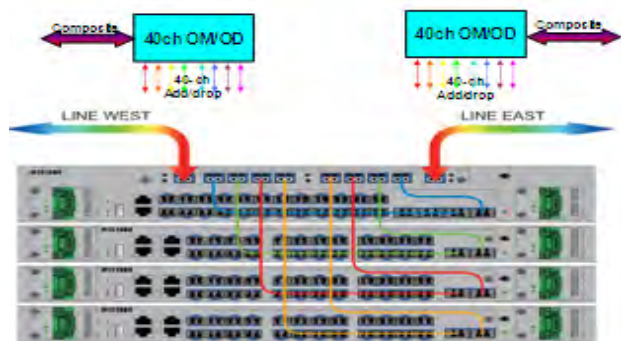 Composite
40ch OM/OD
40ch OM/OD
Composite
40-ch
Add/drop
40-ch
Add/drop
LINE WEST
LINE EAST